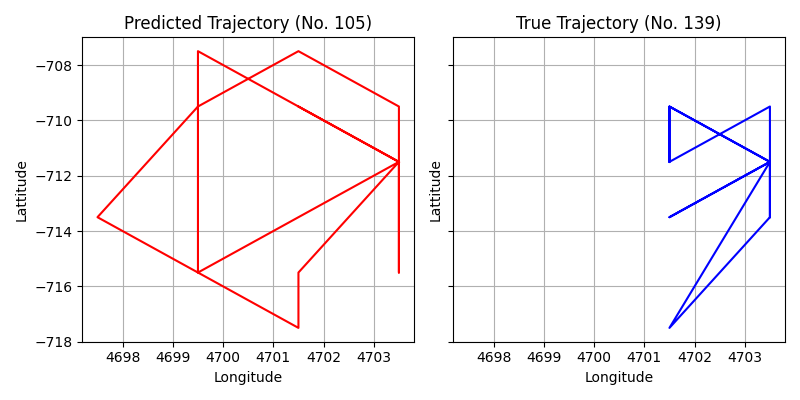 Predicted Trajectory (No. 105)
True Trajectory (No. 139)
−708
−710
−712
−714
−716
−718
Lattitude
Lattitude
4698 4699 4700 4701 4702 4703
4698 4699 4700 4701 4702 4703
Longitude
Longitude